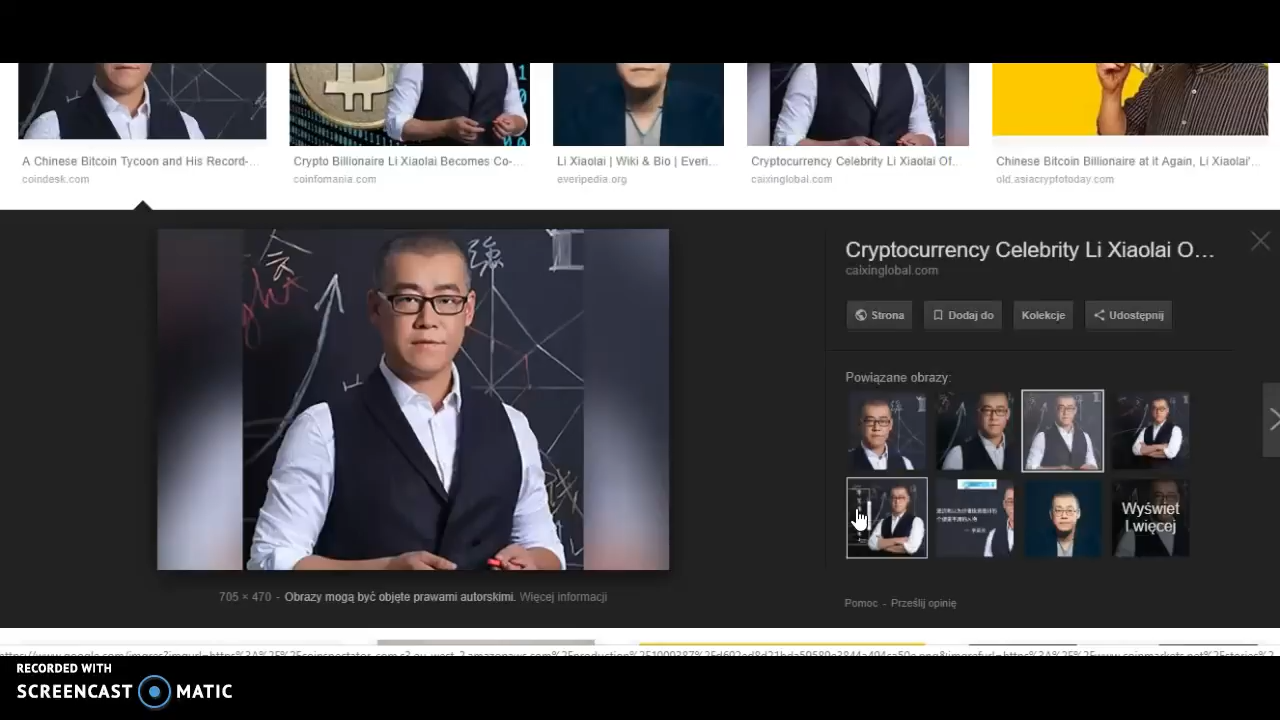 A Chinese Bitcoin Tycoon and His Record-...
coindesk.com
Crypto Billionaire Li Xiaolai Becomes Co-...
coinfomania.com
Li Xiaolai | Wiki & Bio | Everi...
everipedia.org
Cryptocurrency Celebrity Li Xiaolai Of...
caixinglobal.com
Chinese Bitcoin Billionaire at it Again, Li Xiaolai'...
old.asiacryptotoday.com
会
強
Cryptocurrency Celebrity Li Xiaolai O...
caixinglobal.com
Strona
Dodaj do
Kolekcje
Udostępnij
Powiązane obrazy:
Wyświet
l więcej
705 × 470 - Obrazy mogą być objęte prawami autorskimi. Więcej informacji
Pomoc - Prześlij opinię
RECORDED WITH
SCREENCAST MATIC